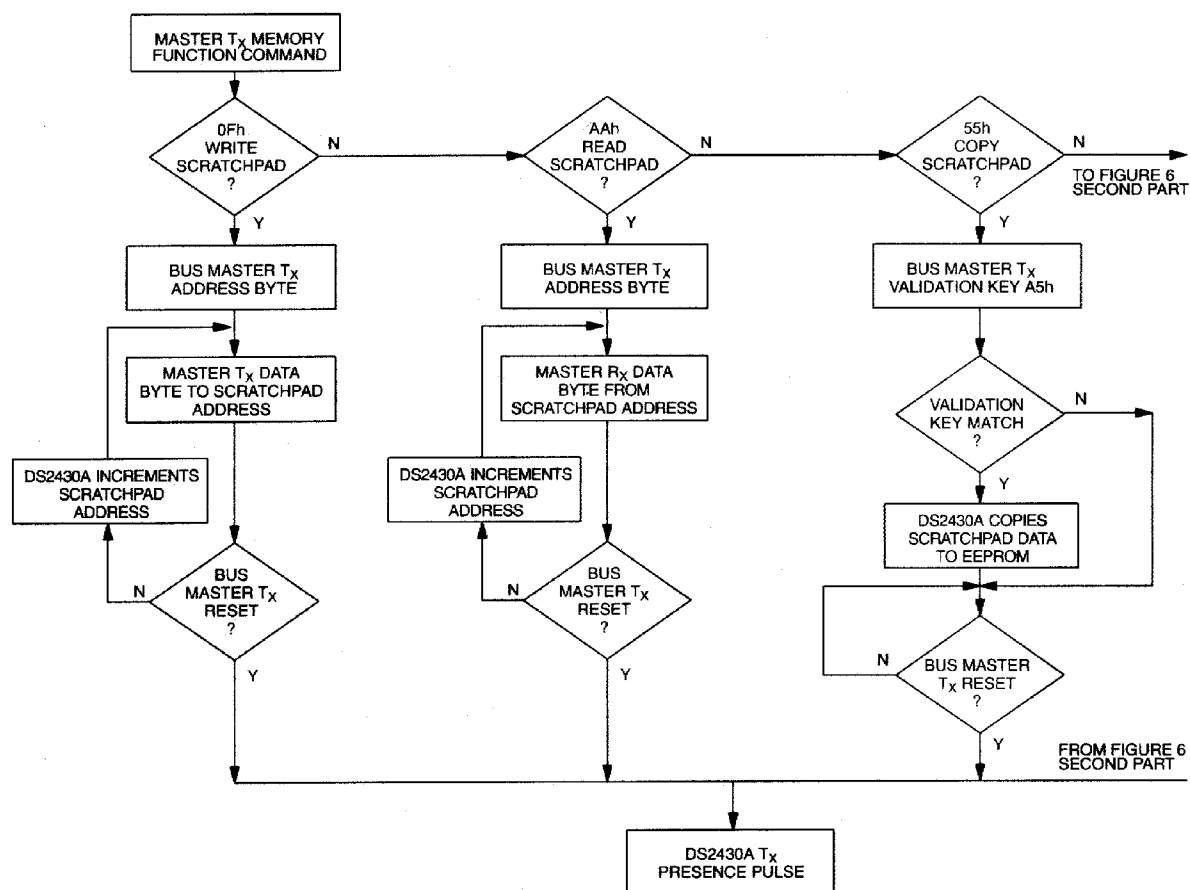 MASTER TX MEMORY
FUNCTION COMMAND
0Fh
WRITE
SCRATCHPAD
?
N
Y
AAh
READ
SCRATCHPAD
?
N
Y
55h
COPY
SCRATCHPAD
?
N
Y
TO FIGURE 6
SECOND PART
BUS MASTER TX
ADDRESS BYTE
BUS MASTER TX
ADDRESS BYTE
BUS MASTER TX
VALIDATION KEY A5h
MASTER TX DATA
BYTE TO SCRATCHPAD
ADDRESS
MASTER RX DATA
BYTE FROM
SCRATCHPAD ADDRESS
VALIDATION
KEY MATCH
?
N
Y
DS2430A INCREMENTS
SCRATCHPAD
ADDRESS
DS2430A INCREMENTS
SCRATCHPAD
ADDRESS
DS2430A COPIES
SCRATCHPAD DATA
TO EEPROM
BUS
MASTER TX
RESET
?
N
Y
BUS
MASTER TX
RESET
?
N
Y
BUS MASTER
TX RESET
?
N
Y
FROM FIGURE 6
SECOND PART
DS2430A TX
PRESENCE PULSE